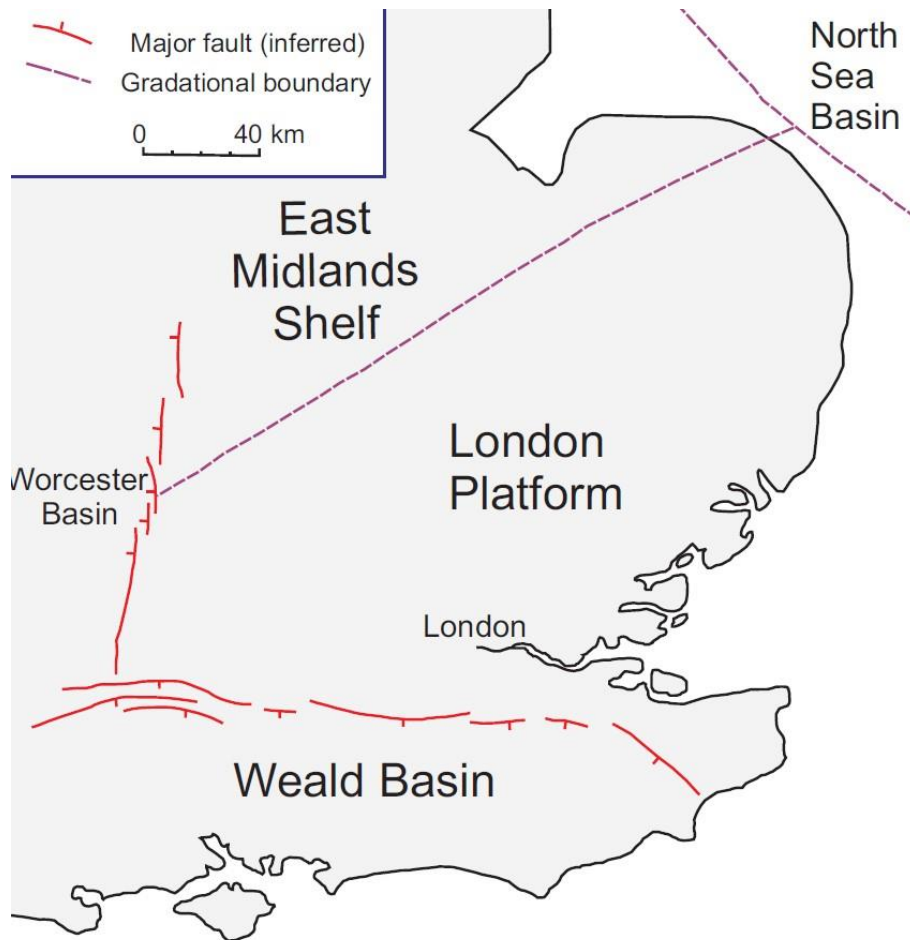 Major fault (inferred)
Gradational boundary
0 40 km
North
Sea
Basin
East
Midlands
Shelf
London
Platform
Worcester
Basin
London
Weald Basin